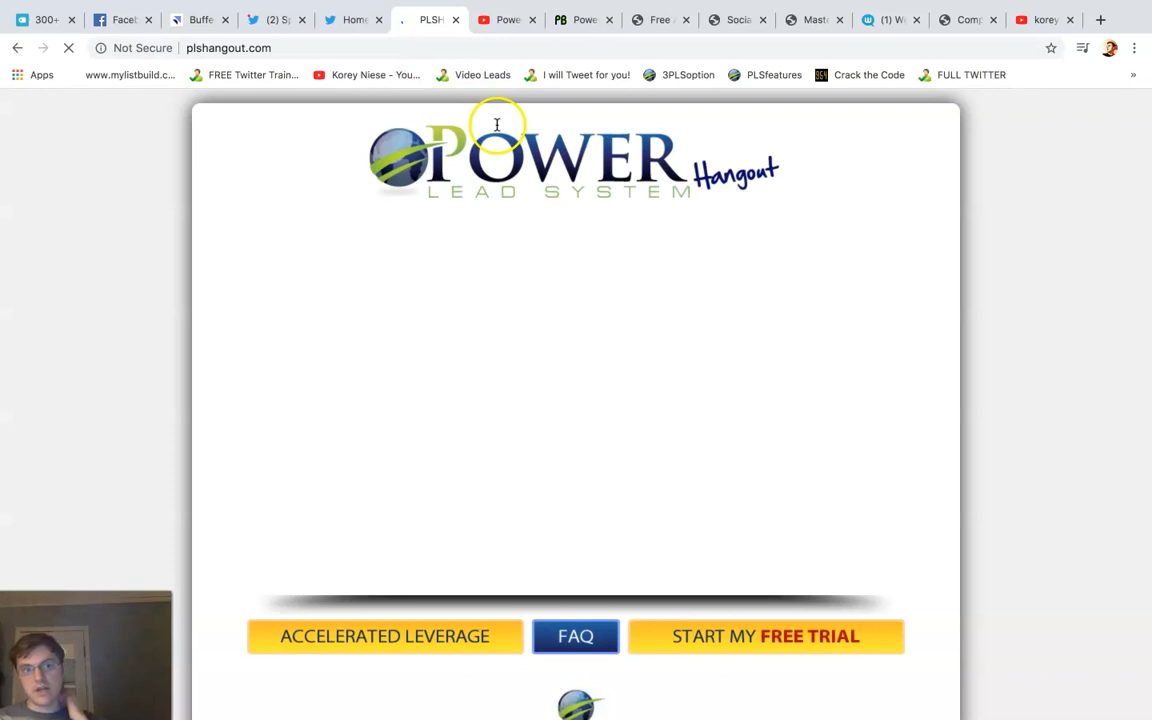 300+ Faceb Buffe (2) Sp Home PLSH Powe Powe Free Socia Maste (1) W Comp korey
Not Secure plshangout.com
Apps www.mylistbuild.c... FREE Twitter Train... Korey Niese - You... Video Leads I will Tweet for you! 3PLSoption PLSfeatures Crack the Code FULL TWITTER »
POWER
LEAD SYSTEM
Hangout
ACCELERATED LEVERAGE FAQ START MY FREE TRIAL